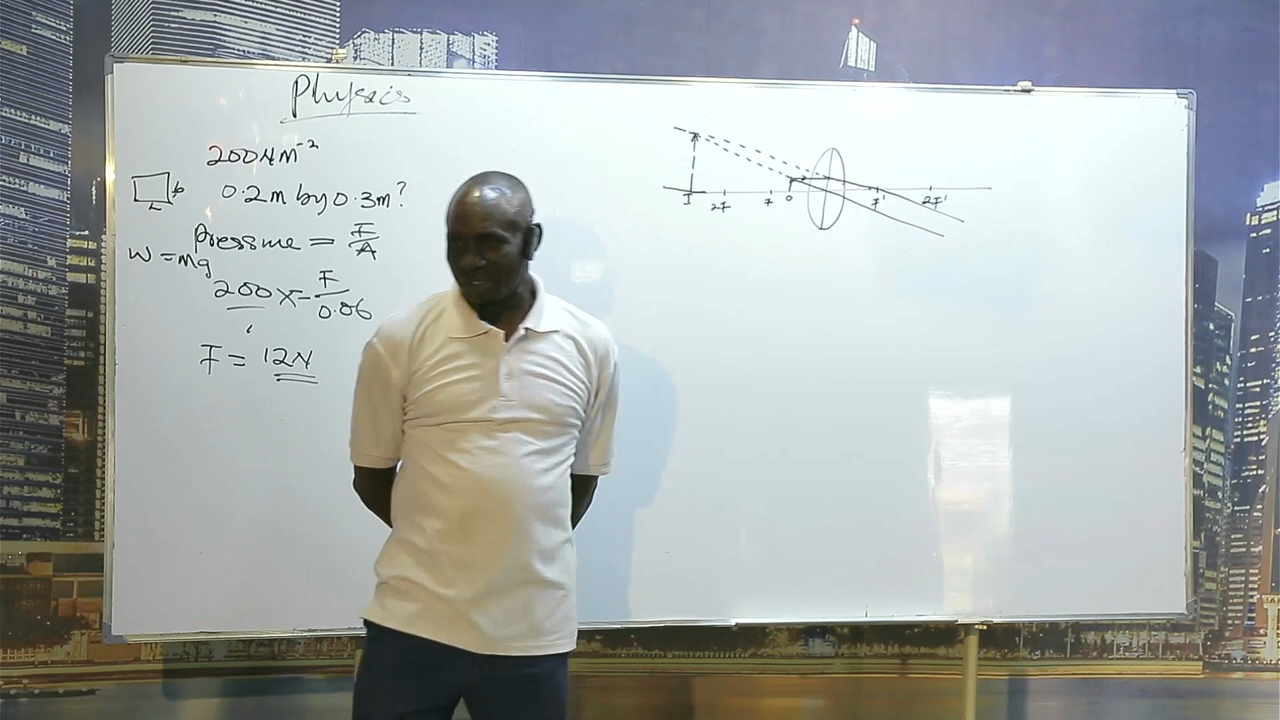 Physics
200Nm⁻²
0.2m by 0.3m?
Pressure = F/A
W = mg
200 = F/0.06
F = 12N
I 2F F O F' 2F'